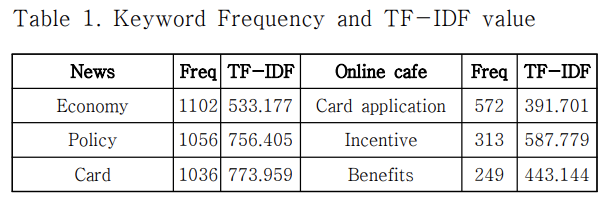 Table 1. Keyword Frequency and TF-IDF value
News Freq TF-IDF Online cafe Freq TF-IDF
Economy 1102 533.177 Card application 572 391.701
Policy 1056 756.405 Incentive 313 587.779
Card 1036 773.959 Benefits 249 443.144